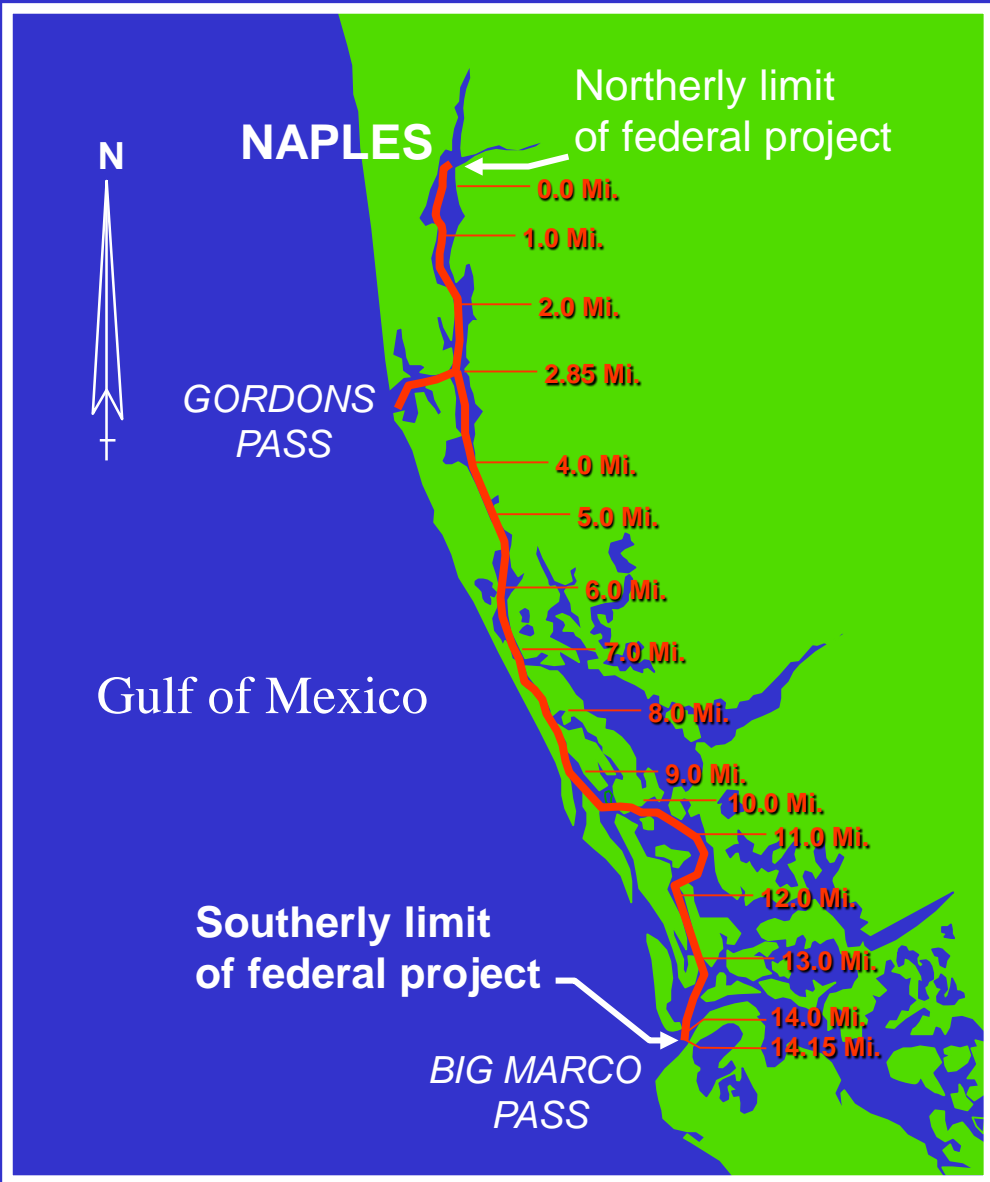 Northerly limit
of federal project
NAPLES
N
0.0 Mi.
1.0 Mi.
2.0 Mi.
2.85 Mi.
GORDONS
PASS
4.0 Mi.
5.0 Mi.
6.0 Mi.
7.0 Mi.
Gulf of Mexico
8.0 Mi.
9.0 Mi.
10.0 Mi.
11.0 Mi.
12.0 Mi.
Southerly limit
of federal project
13.0 Mi.
14.0 Mi.
14.15 Mi.
BIG MARCO
PASS